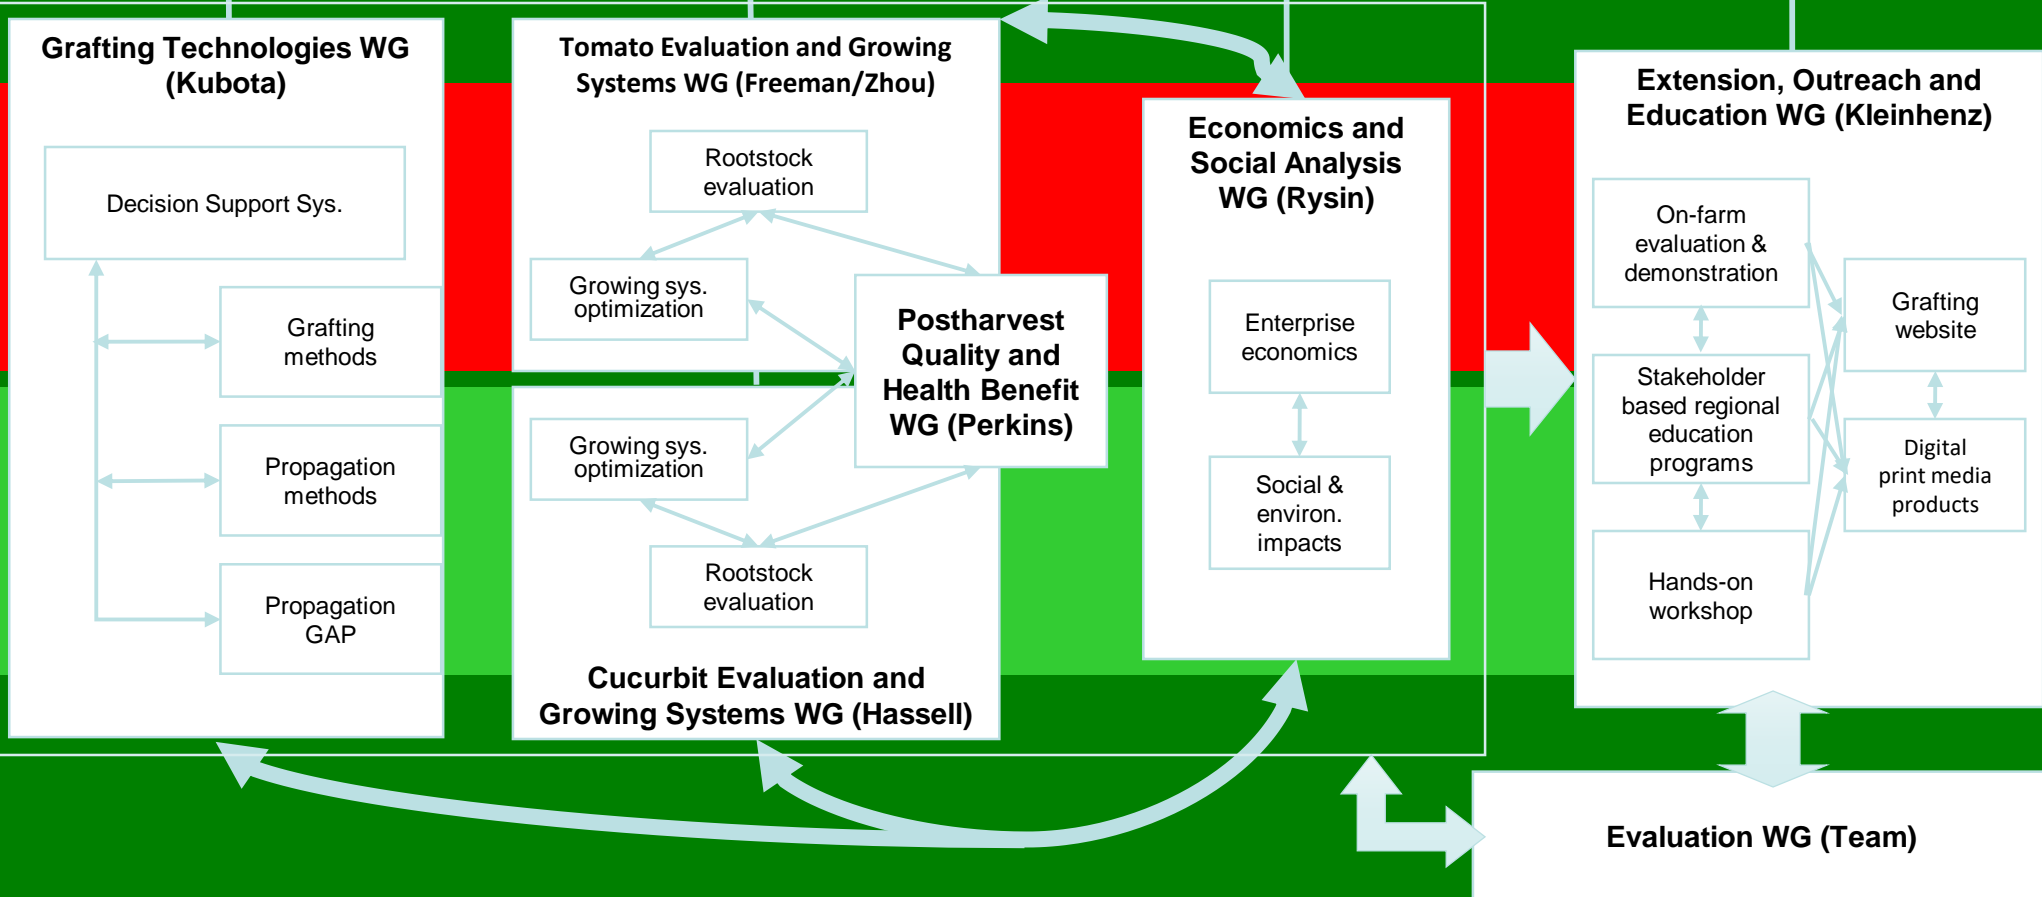 Grafting Technologies WG
(Kubota)
Decision Support Sys.
Grafting
methods
Propagation
methods
Propagation
GAP
Tomato Evaluation and Growing
Systems WG (Freeman/Zhou)
Rootstock
evaluation
Growing sys.
optimization
Postharvest
Quality and
Health Benefit
WG (Perkins)
Growing sys.
optimization
Rootstock
evaluation
Cucurbit Evaluation and
Growing Systems WG (Hassell)
Economics and
Social Analysis
WG (Rysin)
Enterprise
economics
Social &
environ.
impacts
Extension, Outreach and
Education WG (Kleinhenz)
On-farm
evaluation &
demonstration
Grafting
website
Stakeholder
based regional
education
programs
Digital
print media
products
Hands-on
workshop
Evaluation WG (Team)